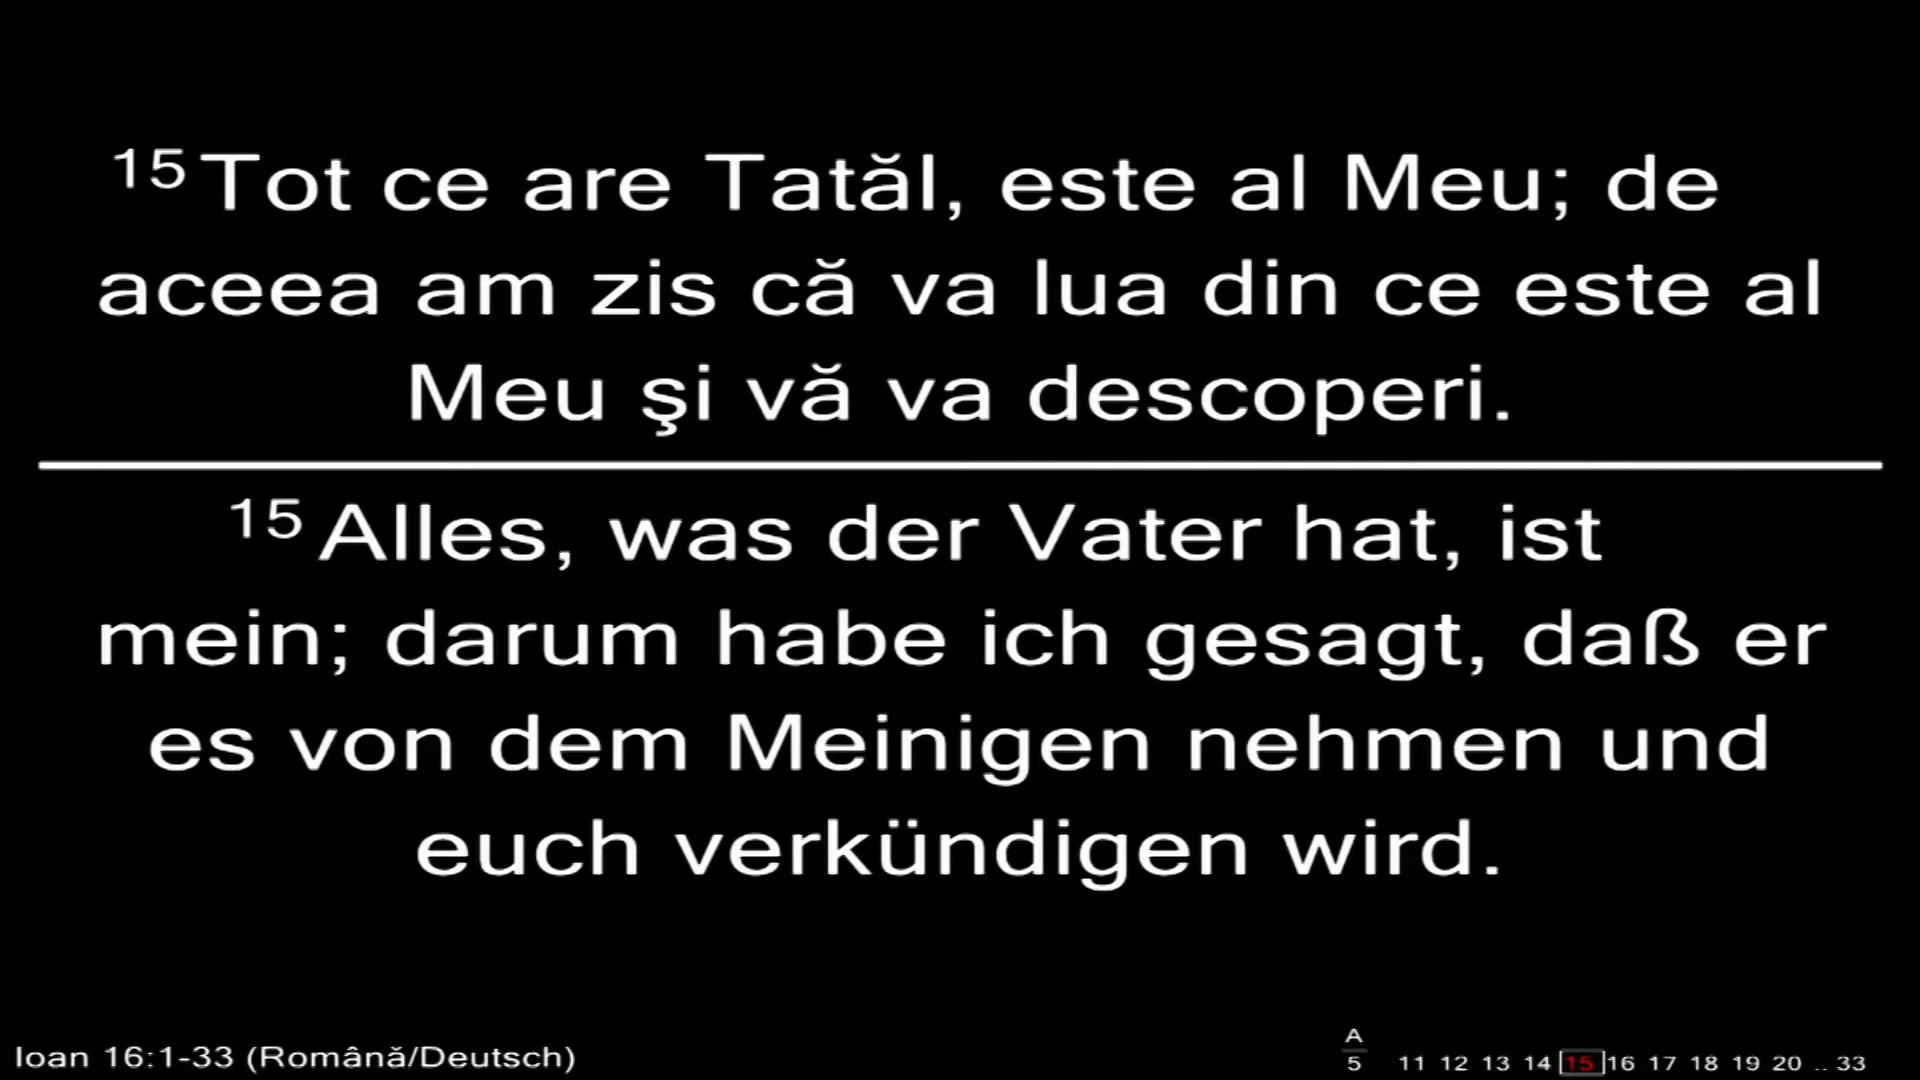 15 Tot ce are Tatăl, este al Meu; de
aceea am zis că va lua din ce este al
Meu şi vă va descoperi.
15 Alles, was der Vater hat, ist
mein; darum habe ich gesagt, daß er
es von dem Meinigen nehmen und
euch verkündigen wird.
Ioan 16:1-33 (Română/Deutsch)
A
5
11 12 13 14 15 16 17 18 19 20 .. 33